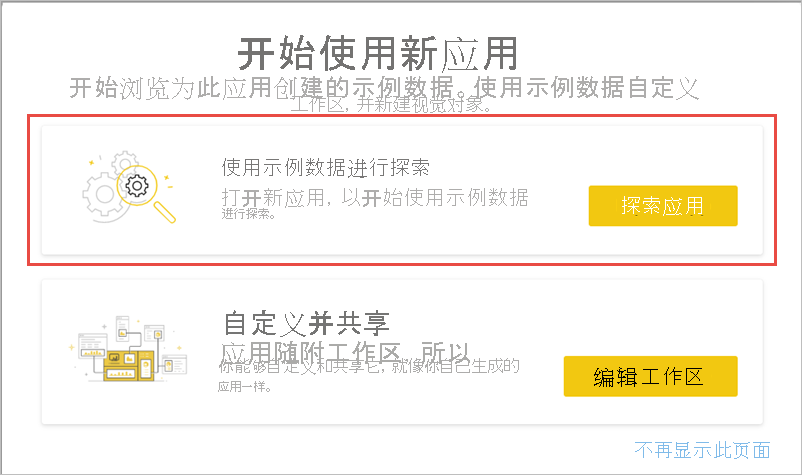 开始使用新应用
开始浏览为此应用创建的示例数据。使用示例数据自定义
工作区, 并新建视觉对象。
使用示例数据进行探索
打开新应用, 以开始使用示例数据
进行探索。
探索应用
自定义并共享
应用随附工作区, 所以
你能够自定义和共享它, 就像你自己生成的
应用一样。
编辑工作区
不再显示此页面